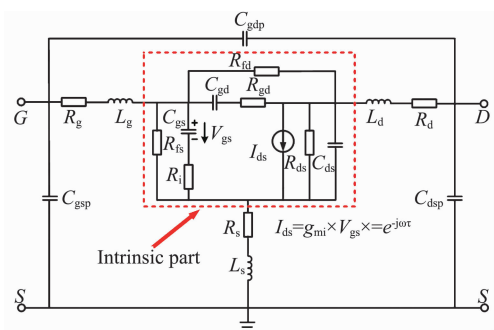 C_gdp
R_fd
C_gd R_gd
G R_g L_g C_gs + - V_gs L_d R_d D
R_fs I_ds R_ds C_ds
R_i
C_gsp C_dsp
R_s I_ds=g_mi×V_gs×=e^-jωτ
Intrinsic part
L_s
S S